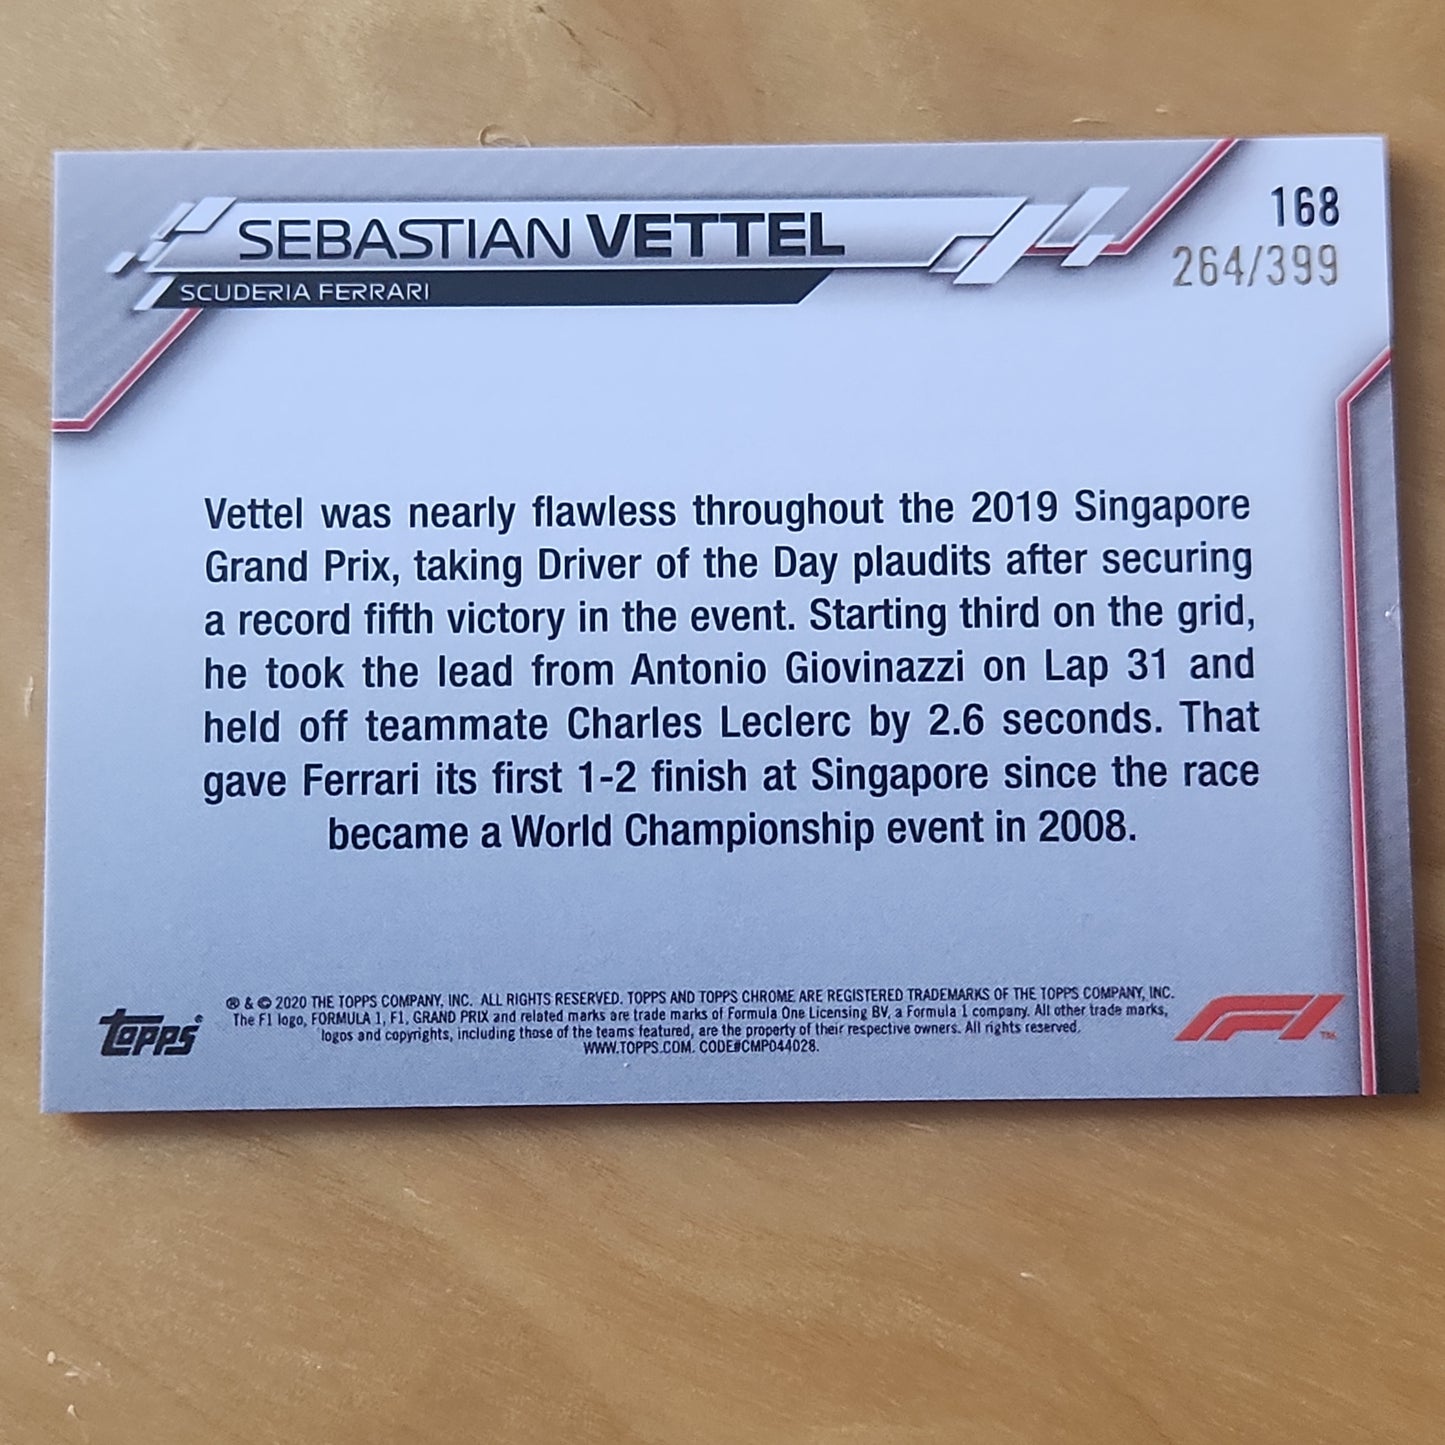 SEBASTIAN VETTEL
SCUDERIA FERRARI
168
264/399
Vettel was nearly flawless throughout the 2019 Singapore
Grand Prix, taking Driver of the Day plaudits after securing
a record fifth victory in the event. Starting third on the grid,
he took the lead from Antonio Giovinazzi on Lap 31 and
held off teammate Charles Leclerc by 2.6 seconds. That
gave Ferrari its first 1-2 finish at Singapore since the race
became a World Championship event in 2008.
TOPPS®
® & © 2020 THE TOPPS COMPANY, INC. ALL RIGHTS RESERVED. TOPPS AND TOPPS CHROME ARE REGISTERED TRADEMARKS OF THE TOPPS COMPANY, INC.
The F1 logo, FORMULA 1, F1, GRAND PRIX and related marks are trade marks of Formula One Licensing BV, a Formula 1 company. All other trade marks,
logos and copyrights, including those of the teams featured, are the property of their respective owners. All rights reserved.
WWW.TOPPS.COM. CODE#CMP044028.
F1™